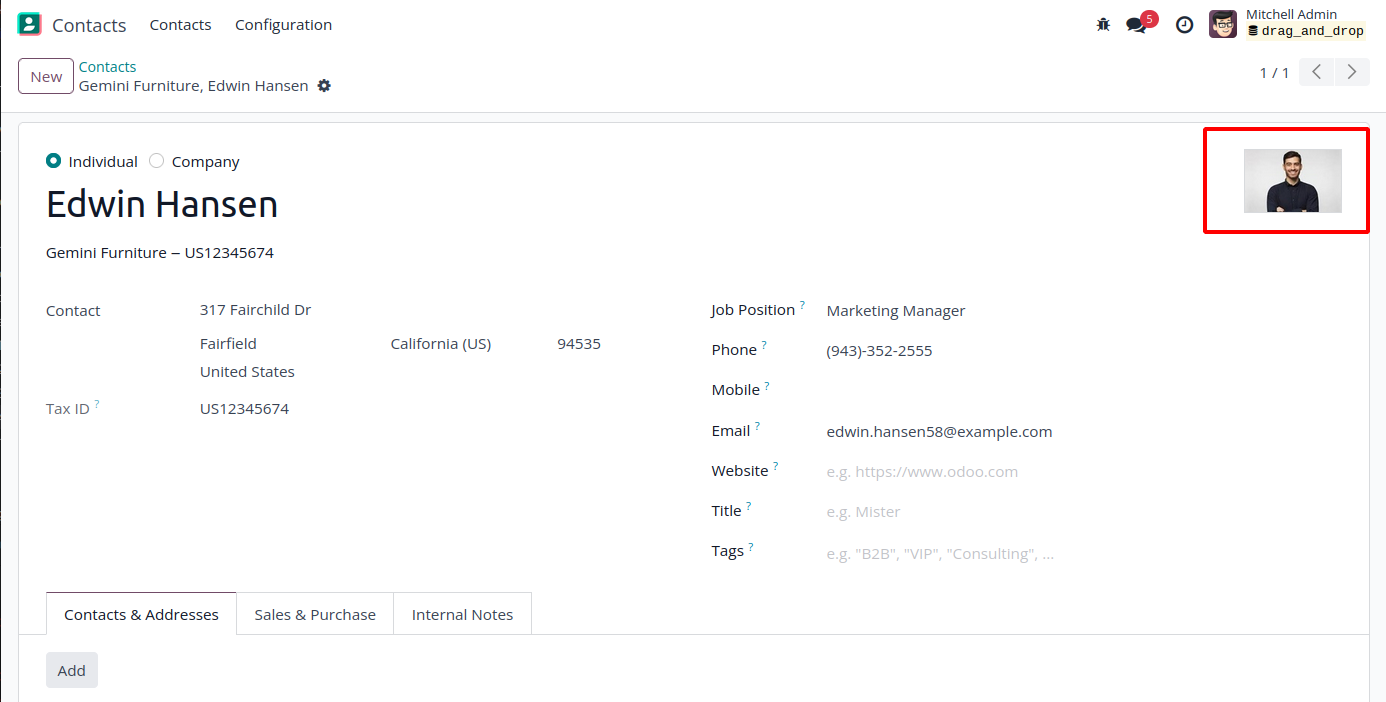 Contacts Contacts Configuration 5 Mitchell Admin
drag_and_drop
New Contacts
Gemini Furniture, Edwin Hansen 1 / 1
Individual Company
Edwin Hansen
Gemini Furniture – US12345674
Contact 317 Fairchild Dr
Fairfield California (US) 94535
United States
Tax ID ? US12345674
Job Position ? Marketing Manager
Phone ? (943)-352-2555
Mobile ?
Email ? edwin.hansen58@example.com
Website ? e.g. https://www.odoo.com
Title ? e.g. Mister
Tags ? e.g. "B2B", "VIP", "Consulting", ...
Contacts & Addresses Sales & Purchase Internal Notes
Add